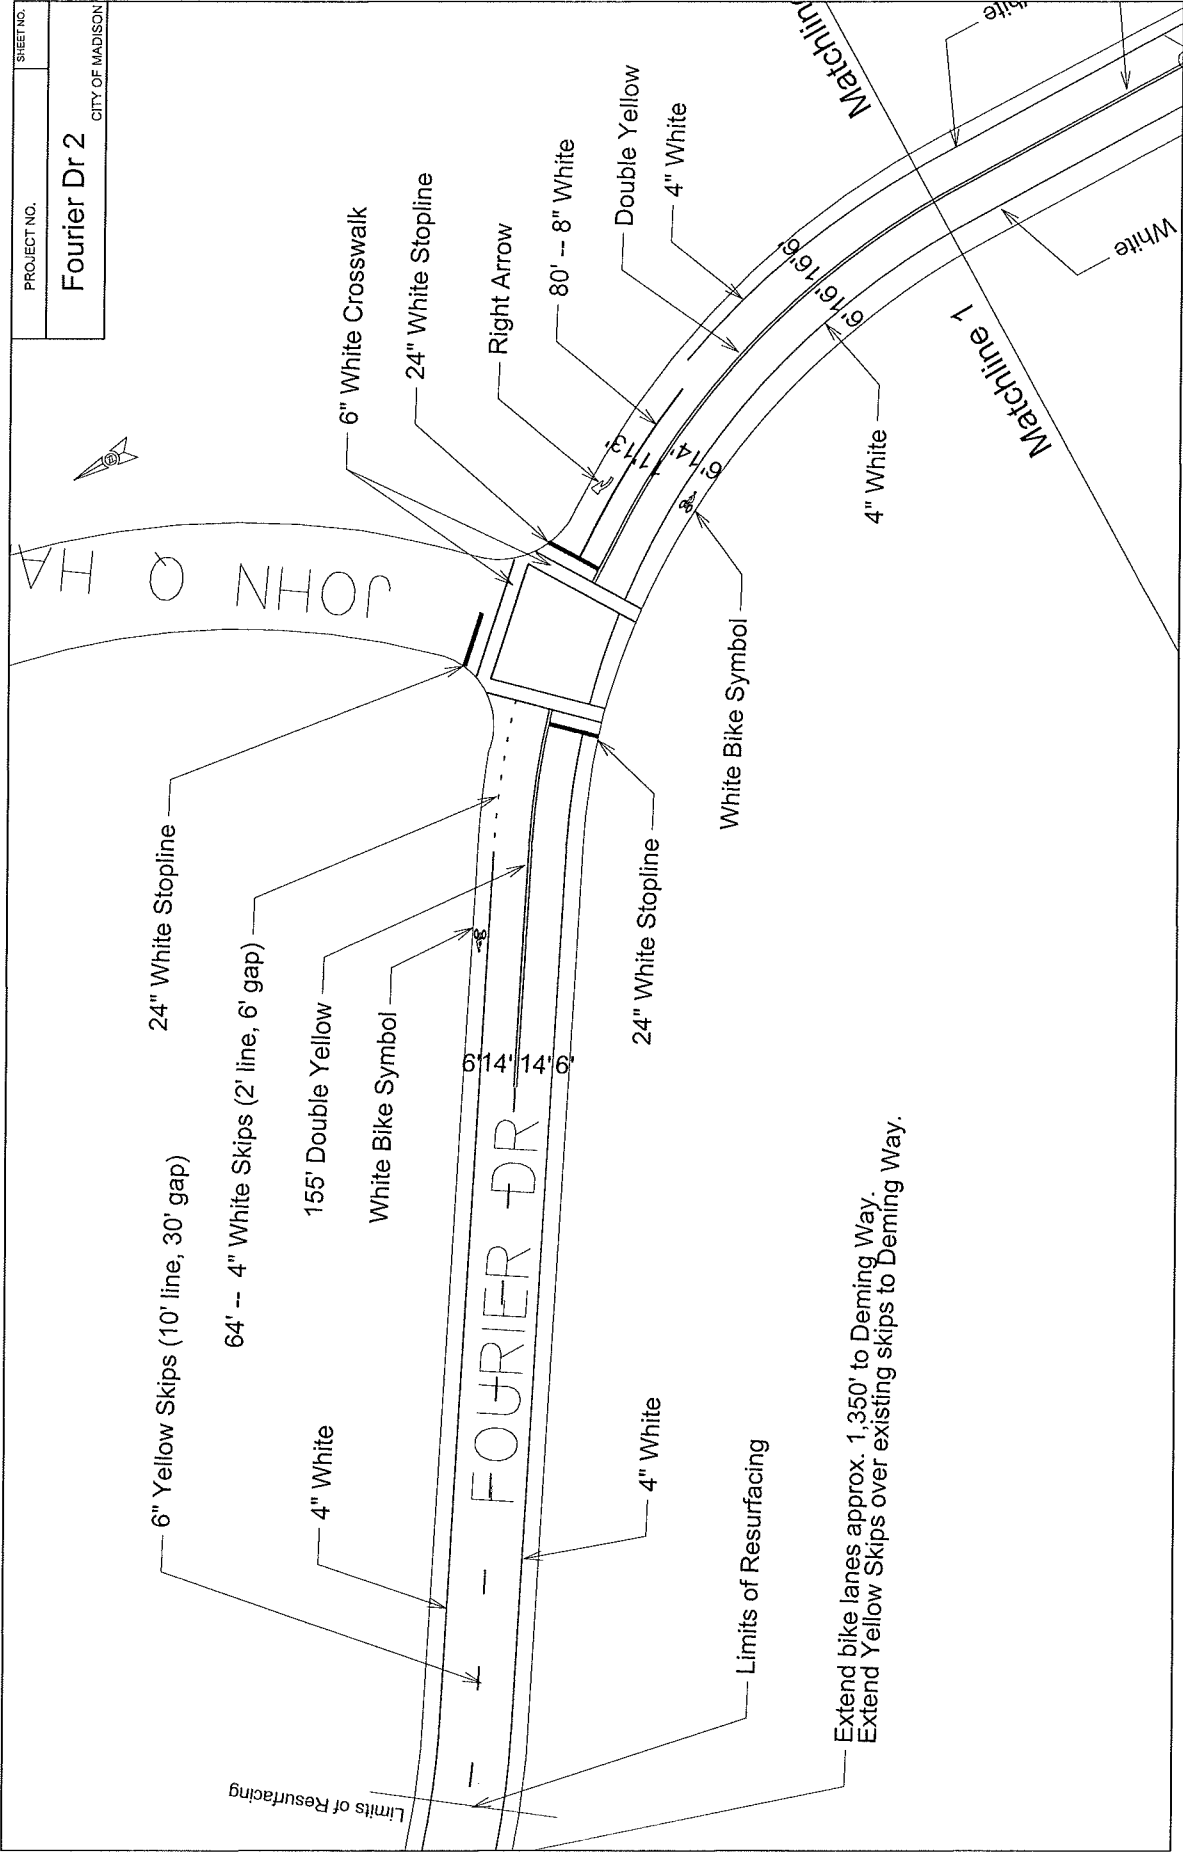 PROJECT NO.
SHEET NO.
Fourier Dr 2
CITY OF MADISON
6" White Crosswalk
24" White Stopline
Right Arrow
80' -- 8" White
Double Yellow
4" White
Matchlin
White
JOHN Q HA
24" White Stopline
64' -- 4" White Skips (2' line, 6' gap)
155' Double Yellow
White Bike Symbol
6" Yellow Skips (10' line, 30' gap)
4" White
6' 14' 14' 6'
FOURIER DR
13'
11'
14'
6'
6' 16' 16' 6'
Matchline 1
White
4" White
White Bike Symbol
24" White Stopline
4" White
Limits of Resurfacing
Limits of Resurfacing
Extend bike lanes approx. 1,350' to Deming Way.
Extend Yellow Skips over existing skips to Deming Way.